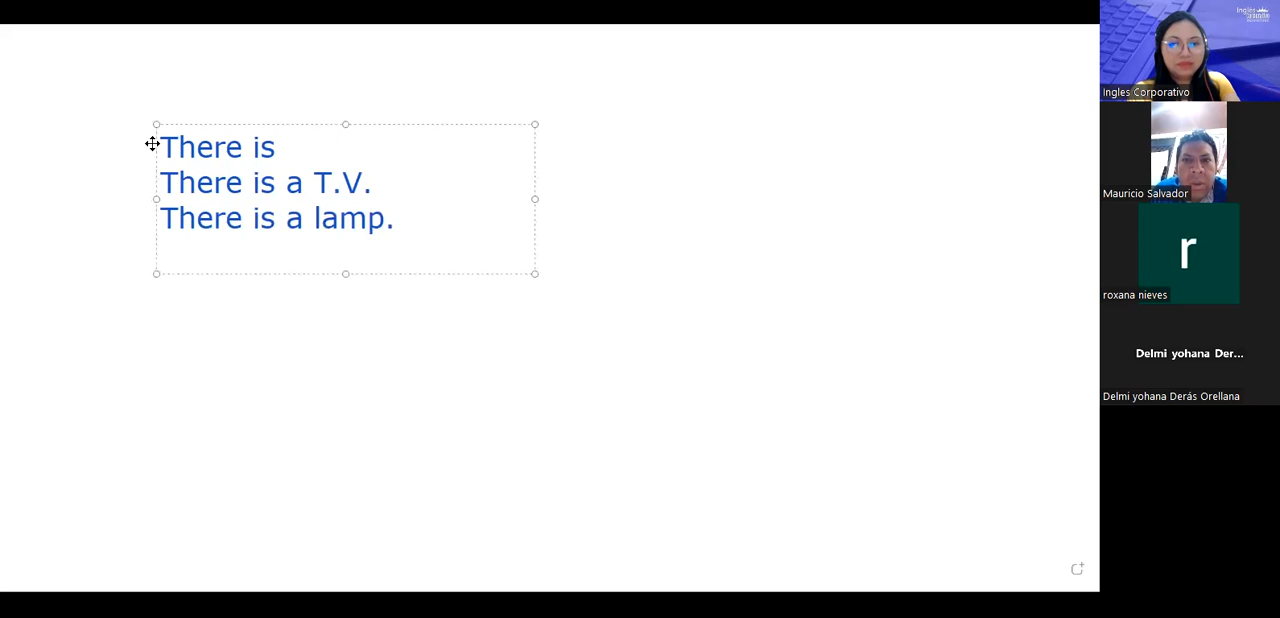 There is
There is a T.V.
There is a lamp.
Ingles Corporativo
Mauricio Salvador
r
roxana nieves
Delmi yohana Der...
Delmi yohana Derás Orellana